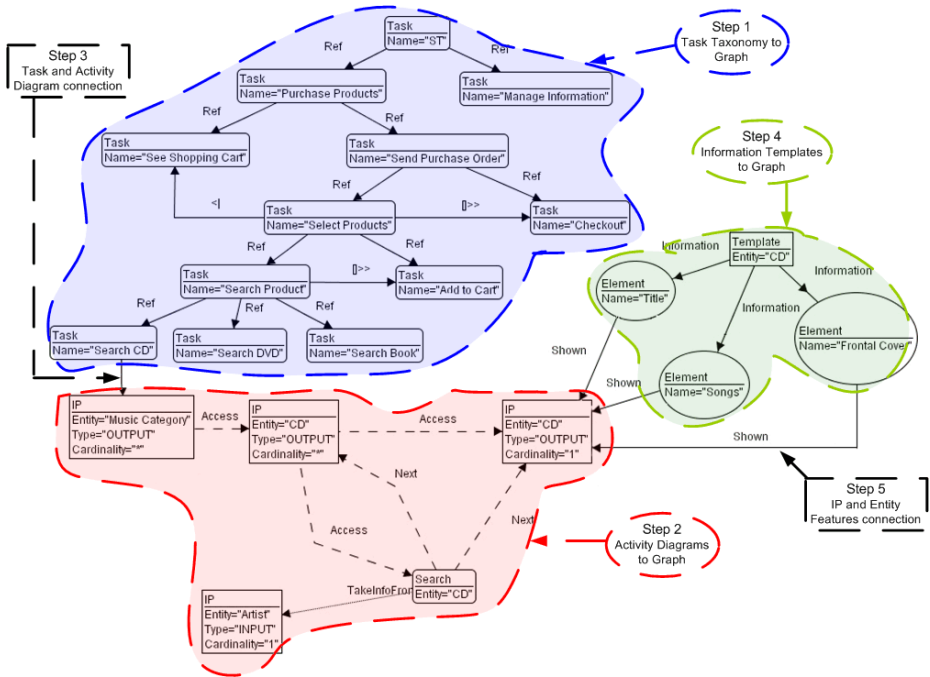 Step 1
Task Taxonomy to
Graph
Step 3
Task and Activity
Diagram connection
Task
Name="ST"
Ref
Ref
Task
Name="Purchase Products"
Task
Name="Manage Information"
Ref
Ref
Task
Name="See Shopping Cart"
Task
Name="Send Purchase Order"
Ref
Ref
<|
Task
Name="Select Products"
[]>>
Task
Name="Checkout"
Ref
Ref
Task
Name="Search Product"
[]>>
Task
Name="Add to Cart"
Ref
Ref
Ref
Task
Name="Search CD"
Task
Name="Search DVD"
Task
Name="Search Book"
Step 4
Information Templates
to Graph
Template
Entity="CD"
Information
Information
Information
Element
Name="Title"
Element
Name="Songs"
Element
Name="Frontal Cover"
Shown
Shown
Shown
IP
Entity="Music Category"
Type="OUTPUT"
Cardinality="*"
Access
IP
Entity="CD"
Type="OUTPUT"
Cardinality="*"
Access
IP
Entity="CD"
Type="OUTPUT"
Cardinality="1"
Next
Access
Next
Search
Entity="CD"
TakeInfoFrom
IP
Entity="Artist"
Type="INPUT"
Cardinality="1"
Step 2
Activity Diagrams
to Graph
Step 5
IP and Entity
Features connection